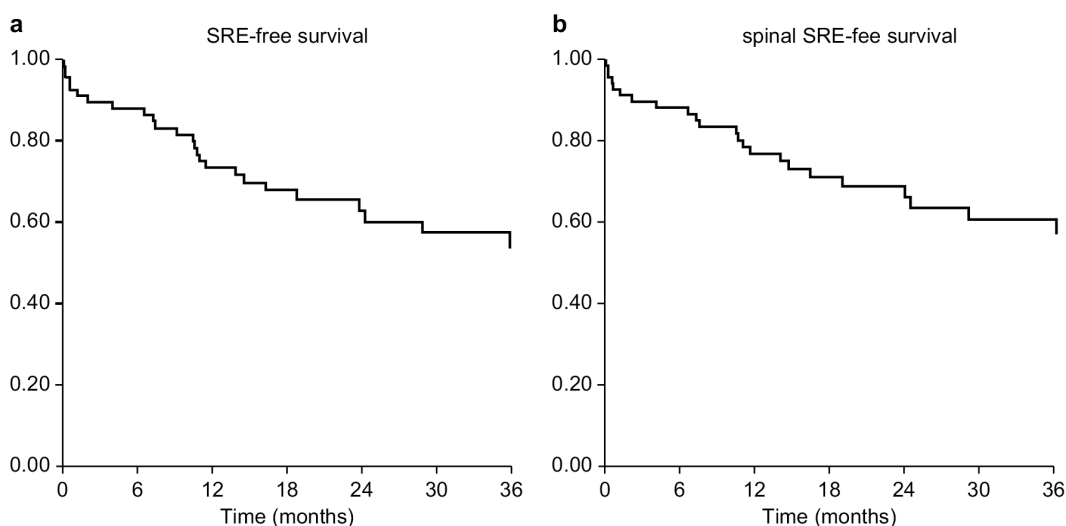 a
SRE-free survival
1.00
0.80
0.60
0.40
0.20
0.00
0 6 12 18 24 30 36
Time (months)
b
spinal SRE-fee survival
1.00
0.80
0.60
0.40
0.20
0.00
0 6 12 18 24 30 36
Time (months)